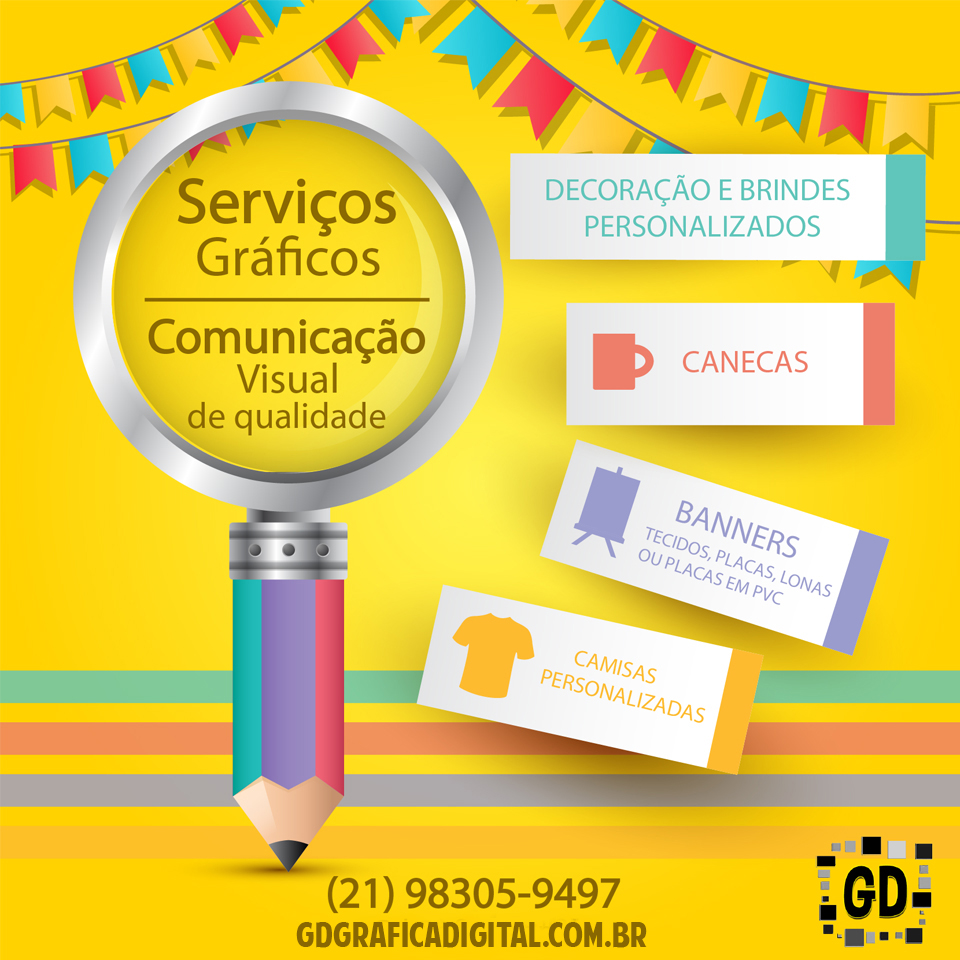 Serviços
Gráficos
Comunicação
Visual
de qualidade
DECORAÇÃO E BRINDES
PERSONALIZADOS
CANECAS
BANNERS
TECIDOS, PLACAS, LONAS
OU PLACAS EM PVC
CAMISAS
PERSONALIZADAS
(21) 98305-9497
GDGRAFICADIGITAL.COM.BR
GD